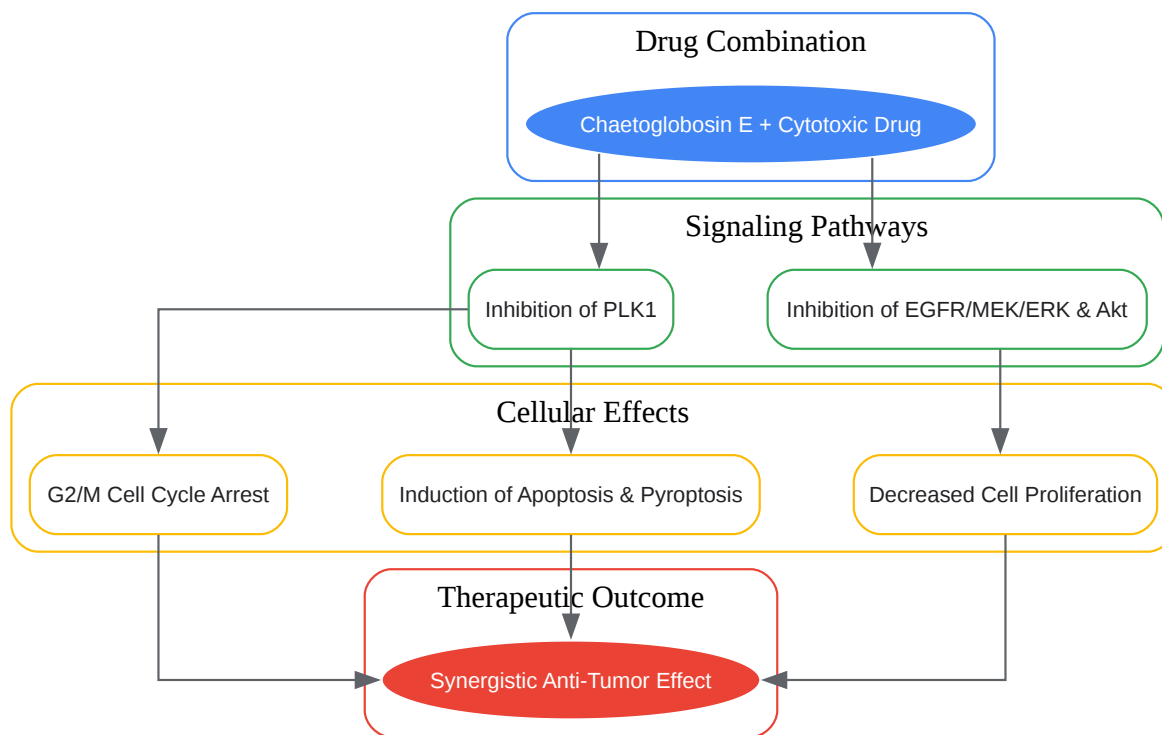 Drug Combination
Chaetoglobosin E + Cytotoxic Drug
Signaling Pathways
Inhibition of PLK1
Inhibition of EGFR/MEK/ERK & Akt
Cellular Effects
G2/M Cell Cycle Arrest
Induction of Apoptosis & Pyroptosis
Decreased Cell Proliferation
Therapeutic Outcome
Synergistic Anti-Tumor Effect